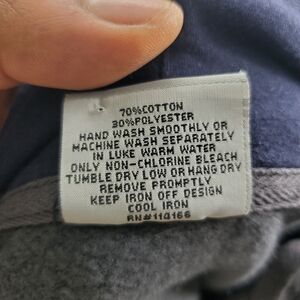 70%COTTON
30%POLYESTER
HAND WASH SMOOTHLY OR
MACHINE WASH SEPARATELY
IN LUKE WARM WATER
ONLY NON-CHLORINE BLEACH
TUMBLE DRY LOW OR HANG DRY
REMOVE PROMPTLY
KEEP IRON OFF DESIGN
COOL IRON
RN#114166